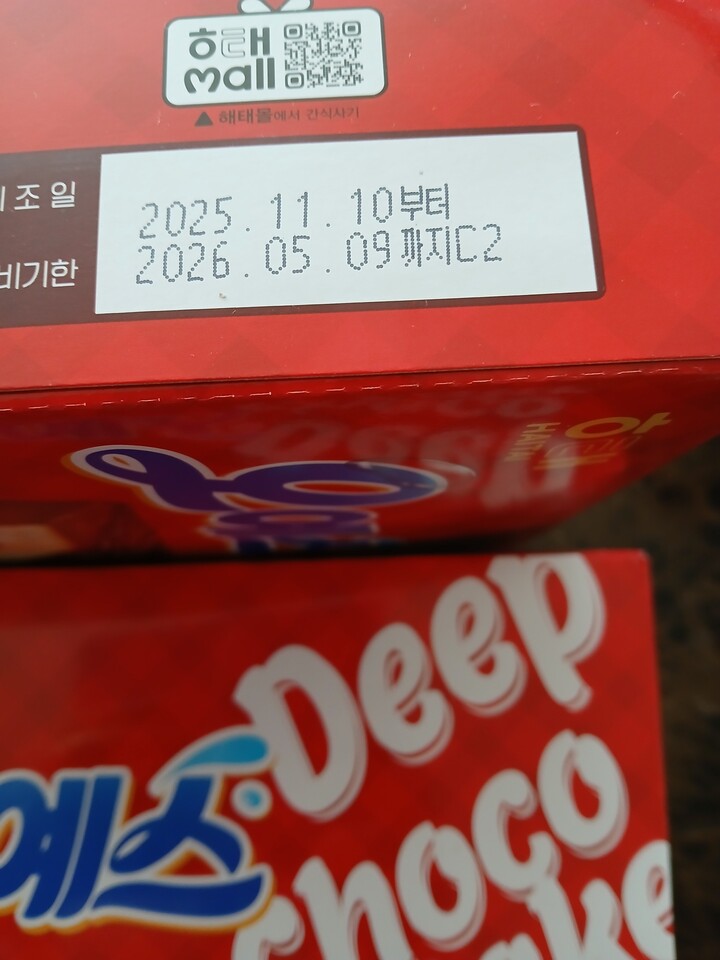 해태
mall
▲ 해태몰에서 간식사기
조일
2025.11.10부터
비기한
2026.05.09까지C2
Deep
예스
choco